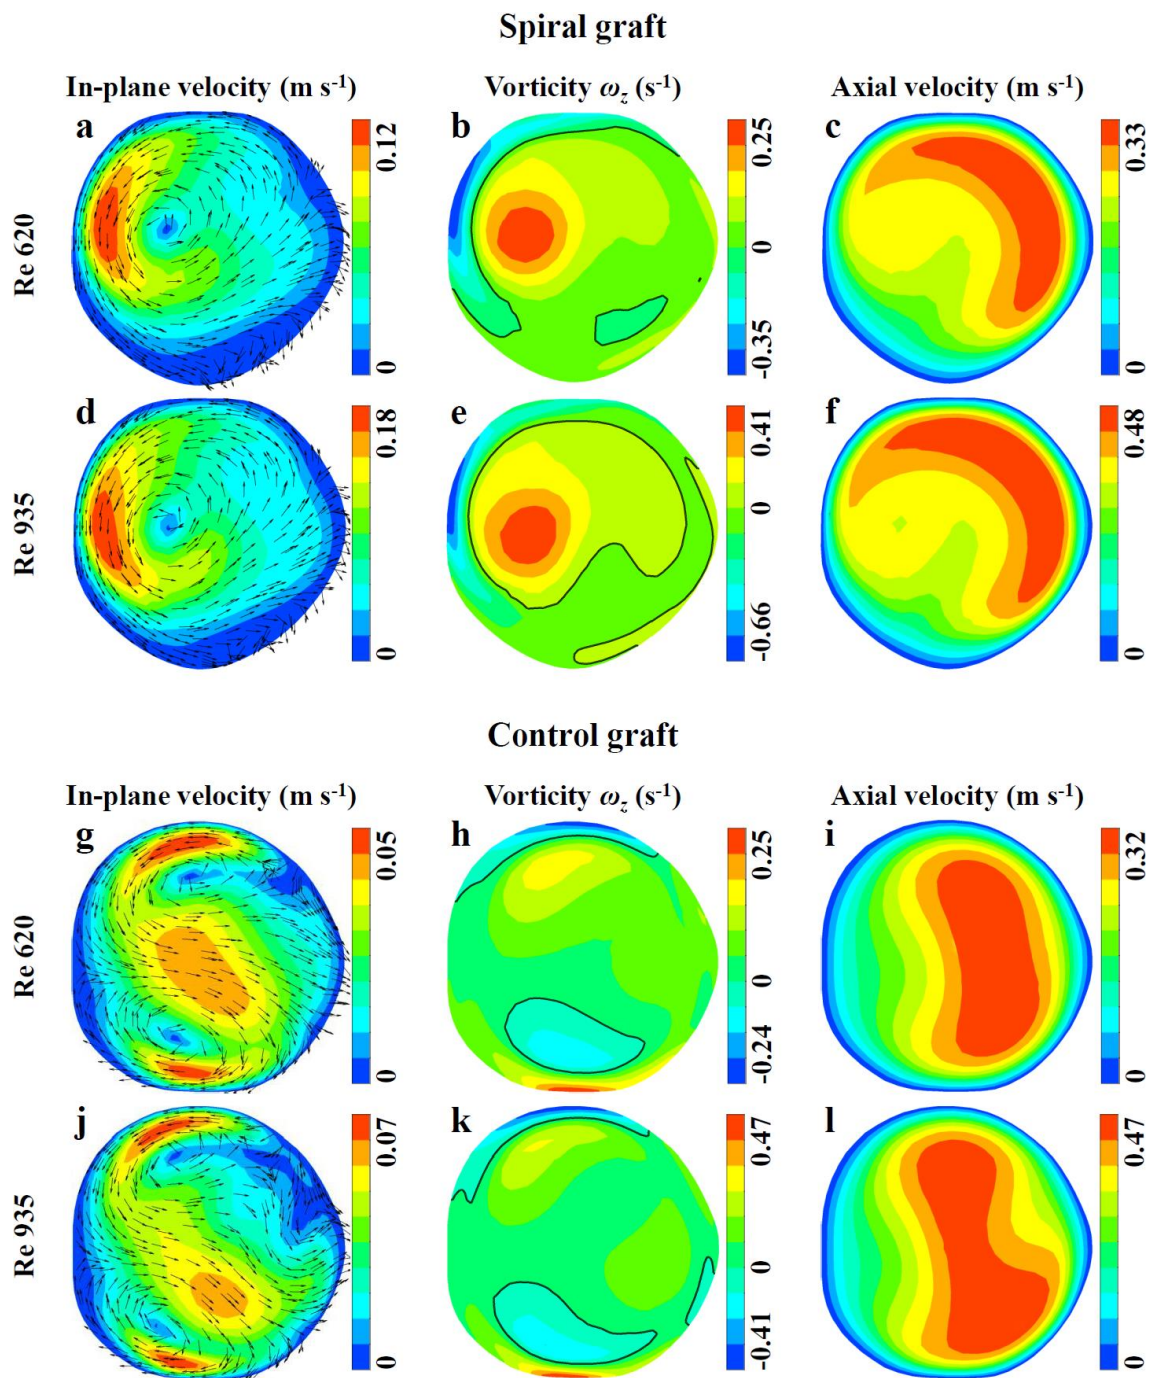 Spiral graft
In-plane velocity (m s⁻¹)
Vorticity ω_z (s⁻¹)
Axial velocity (m s⁻¹)
Re 620
a
0.12
0
b
0.25
0
-0.35
c
0.33
0
Re 935
d
0.18
0
e
0.41
0
-0.66
f
0.48
0
Control graft
In-plane velocity (m s⁻¹)
Vorticity ω_z (s⁻¹)
Axial velocity (m s⁻¹)
Re 620
g
0.05
0
h
0.25
0
-0.24
i
0.32
0
Re 935
j
0.07
0
k
0.47
0
-0.41
l
0.47
0